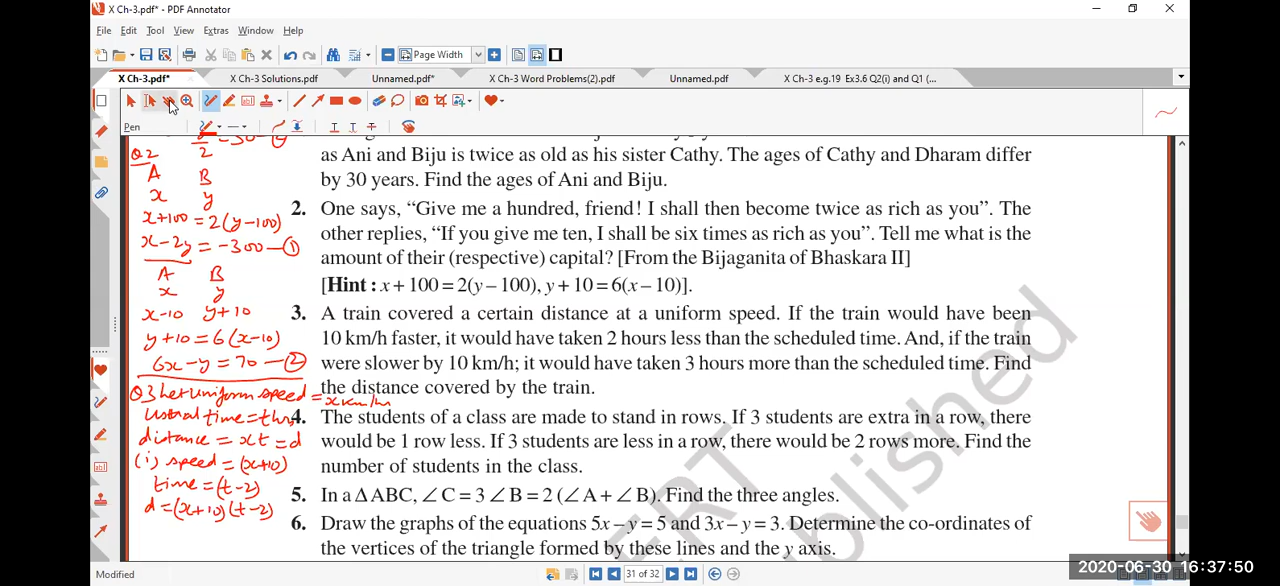 X Ch-3.pdf* - PDF Annotator
File Edit Tool View Extras Window Help
Page Width
X Ch-3.pdf* X Ch-3 Solutions.pdf Unnamed.pdf* X Ch-3 Word Problems(2).pdf Unnamed.pdf X Ch-3 e.g.19 Ex3.6 Q2(i) and Q1 (...
Pen
as Ani and Biju is twice as old as his sister Cathy. The ages of Cathy and Dharam differ
by 30 years. Find the ages of Ani and Biju.
2. One says, “Give me a hundred, friend! I shall then become twice as rich as you”. The
other replies, “If you give me ten, I shall be six times as rich as you”. Tell me what is the
amount of their (respective) capital? [From the Bijaganita of Bhaskara II]
[Hint : x + 100 = 2(y – 100), y + 10 = 6(x – 10)].
3. A train covered a certain distance at a uniform speed. If the train would have been
10 km/h faster, it would have taken 2 hours less than the scheduled time. And, if the train
were slower by 10 km/h; it would have taken 3 hours more than the scheduled time. Find
the distance covered by the train.
4. The students of a class are made to stand in rows. If 3 students are extra in a row, there
would be 1 row less. If 3 students are less in a row, there would be 2 rows more. Find the
number of students in the class.
5. In a Δ ABC, ∠ C = 3 ∠ B = 2 (∠ A + ∠ B). Find the three angles.
6. Draw the graphs of the equations 5x – y = 5 and 3x – y = 3. Determine the co-ordinates of
the vertices of the triangle formed by these lines and the y axis.
2
Q2
A B
x y
x+100 = 2(y-100)
x-2y = -300 — ①
A B
x y
x-10 y+10
y+10 = 6(x-10)
6x-y = 70 — ②
Q3 Let uniform speed = x km/hr
usual time = t hrs
distance = xt = d
(i) speed = (x+10)
time = (t-2)
d = (x+10)(t-2)
Modified
31 of 32
2020-06-30 16:37:50